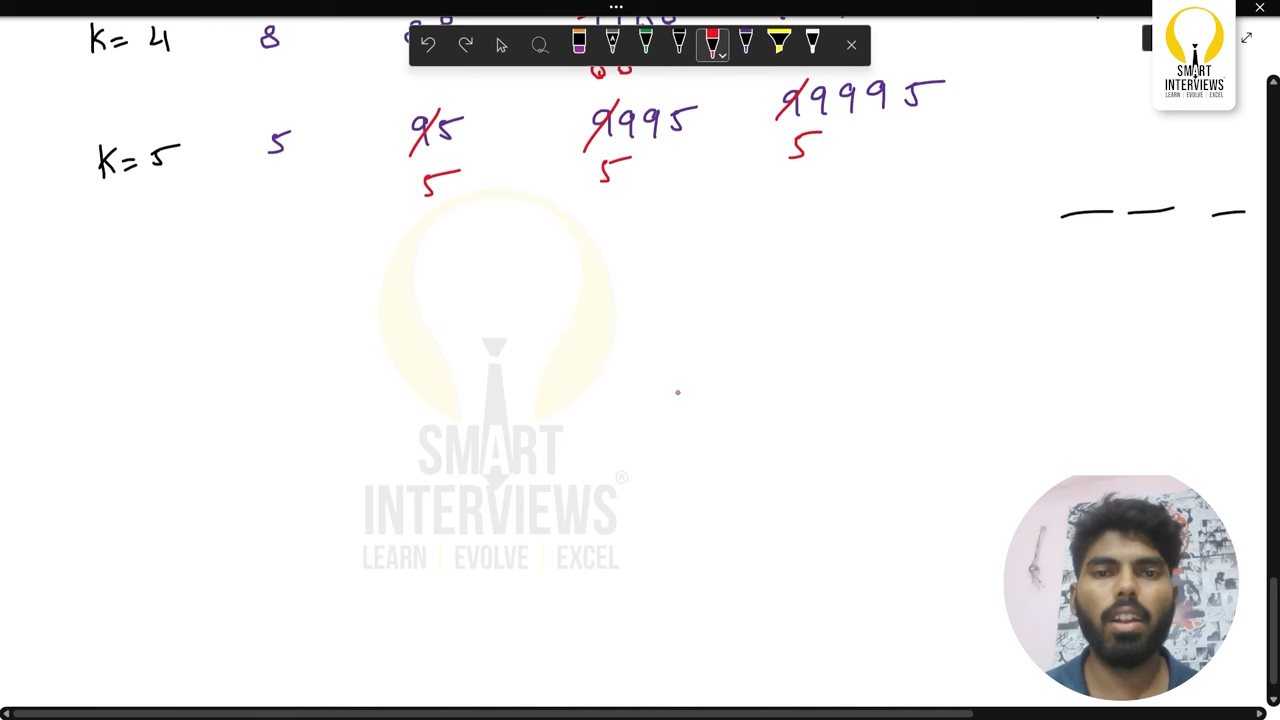 K = 4 8
K = 5 5 95 9995 99995
5 5 5
SMART
INTERVIEWS
LEARN | EVOLVE | EXCEL
SMART
INTERVIEWS®
LEARN | EVOLVE | EXCEL